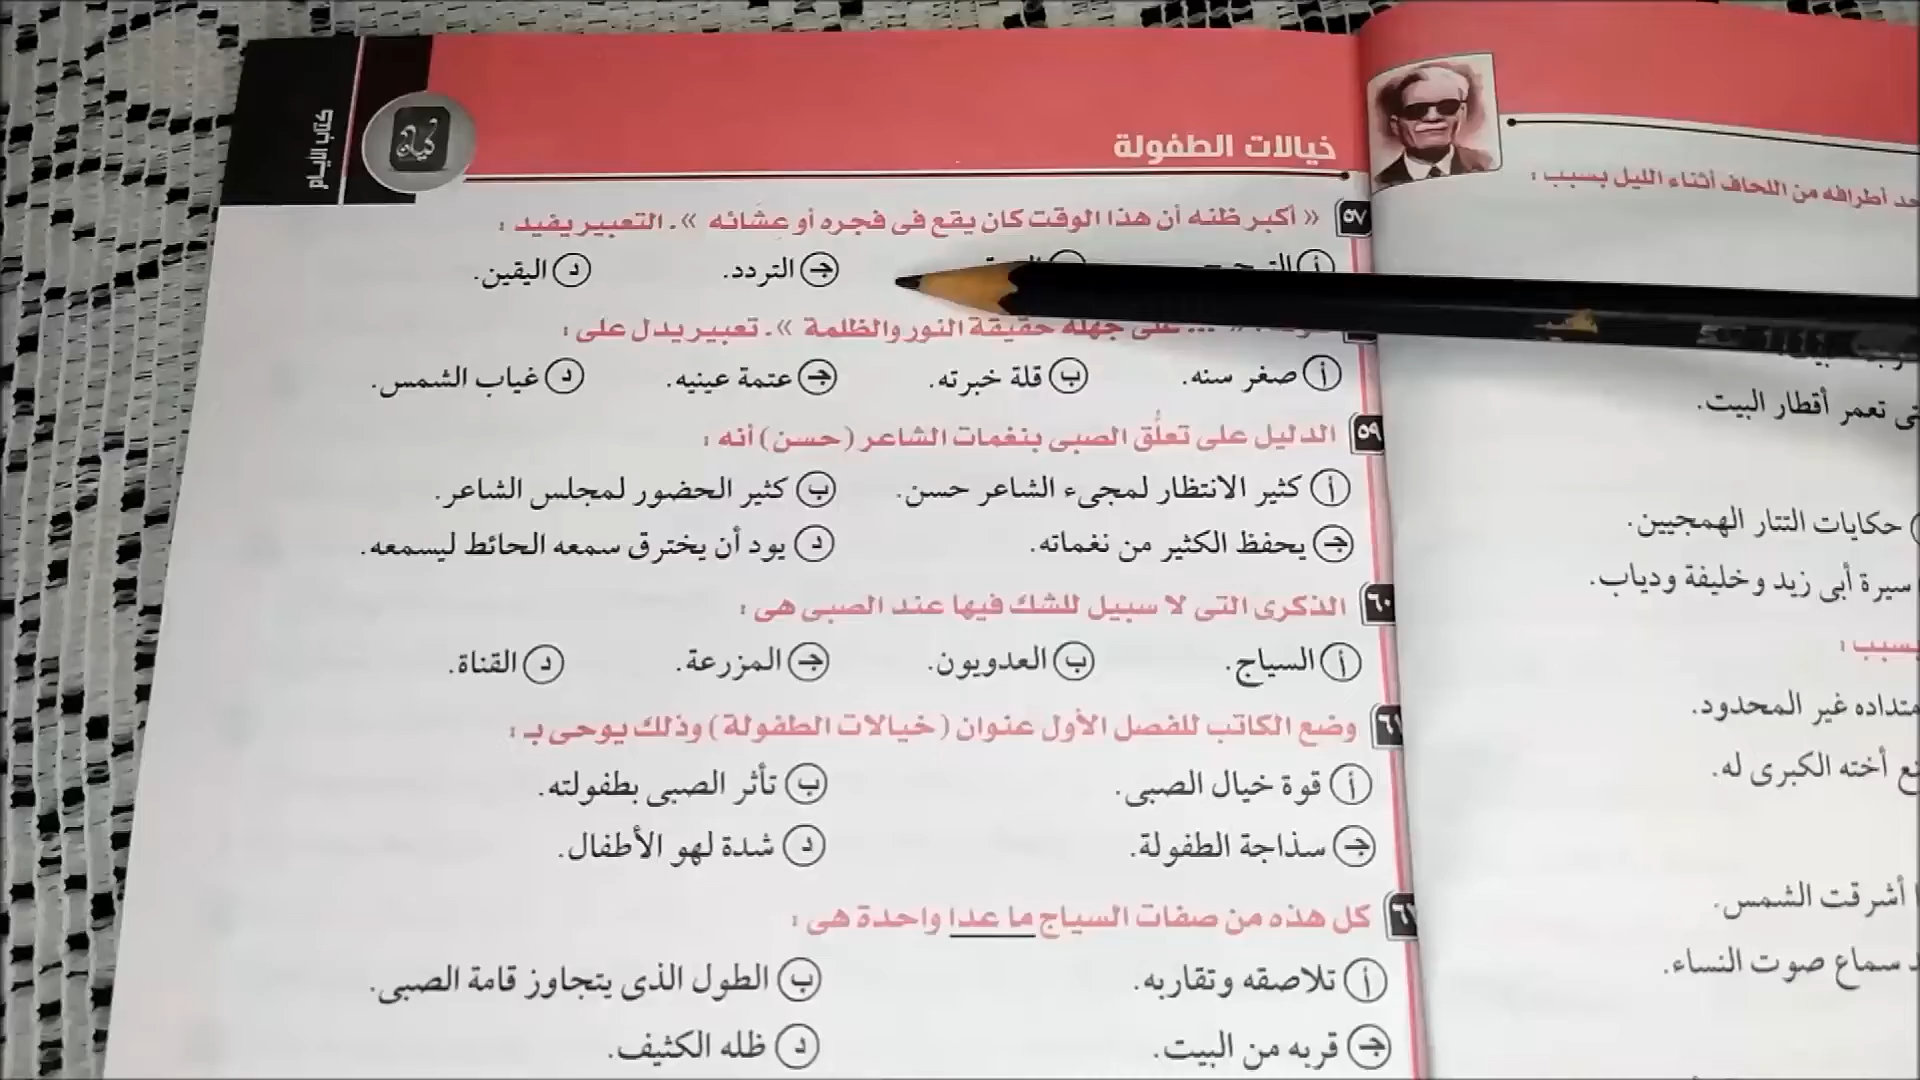 كتاب الأيام
كيان
خيالات الطفولة
٥٧ « أكبر ظنه أن هذا الوقت كان يقع فى فجره أو عشائه » . التعبير يفيد :
أ ج التردد. د اليقين.
على جهله حقيقة النور والظلمة » . تعبير يدل على :
أ صغر سنه. ب قلة خبرته. ج عتمة عينيه. د غياب الشمس.
٥٩ الدليل على تعلُّق الصبى بنغمات الشاعر (حسن) أنه :
أ كثير الانتظار لمجىء الشاعر حسن. ب كثير الحضور لمجلس الشاعر.
ج يحفظ الكثير من نغماته. د يود أن يخترق سمعه الحائط ليسمعه.
٦٠ الذكرى التى لا سبيل للشك فيها عند الصبى هى :
أ السياج. ب العدويون. ج المزرعة. د القناة.
٦١ وضع الكاتب للفصل الأول عنوان (خيالات الطفولة) وذلك يوحى بـ :
أ قوة خيال الصبى. ب تأثر الصبى بطفولته.
ج سذاجة الطفولة. د شدة لهو الأطفال.
كل هذه من صفات السياج ما عدا واحدة هى :
أ تلاصقه وتقاربه. ب الطول الذى يتجاوز قامة الصبى.
ج قربه من البيت. د ظله الكثيف.
أطرافه من اللحاف أثناء الليل بسبب :
تعمر أقطار البيت.
حكايات التتار الهمجيين.
سيرة أبى زيد وخليفة ودياب.
بسبب :
امتداده غير المحدود.
أخته الكبرى له.
أشرقت الشمس.
سماع صوت النساء.